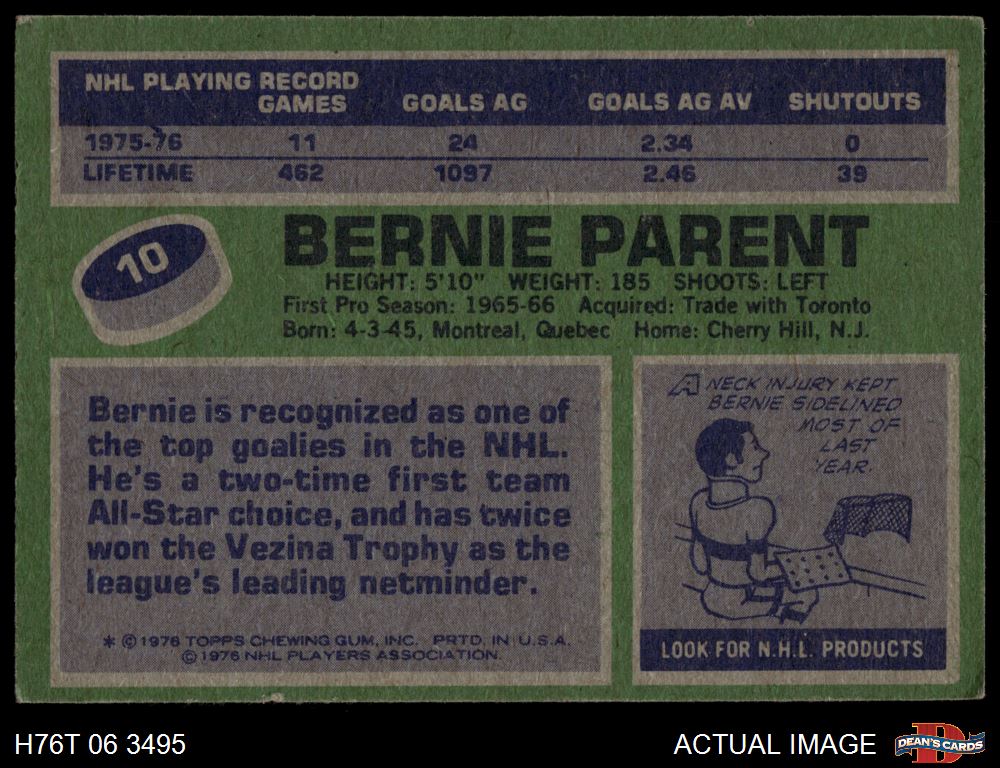 NHL PLAYING RECORD
GAMES GOALS AG GOALS AG AV SHUTOUTS
1975-76 11 24 2.34 0
LIFETIME 462 1097 2.46 39
10
BERNIE PARENT
HEIGHT: 5'10" WEIGHT: 185 SHOOTS: LEFT
First Pro Season: 1965-66 Acquired: Trade with Toronto
Born: 4-3-45, Montreal, Quebec Home: Cherry Hill, N.J.
Bernie is recognized as one of
the top goalies in the NHL.
He's a two-time first team
All-Star choice, and has twice
won the Vezina Trophy as the
league's leading netminder.
* © 1976 TOPPS CHEWING GUM, INC. PRTD. IN U.S.A.
© 1976 NHL PLAYERS ASSOCIATION.
A NECK INJURY KEPT
BERNIE SIDELINED
MOST OF
LAST
YEAR.
LOOK FOR N.H.L. PRODUCTS
H76T 06 3495
ACTUAL IMAGE
D
DEAN'S CARDS